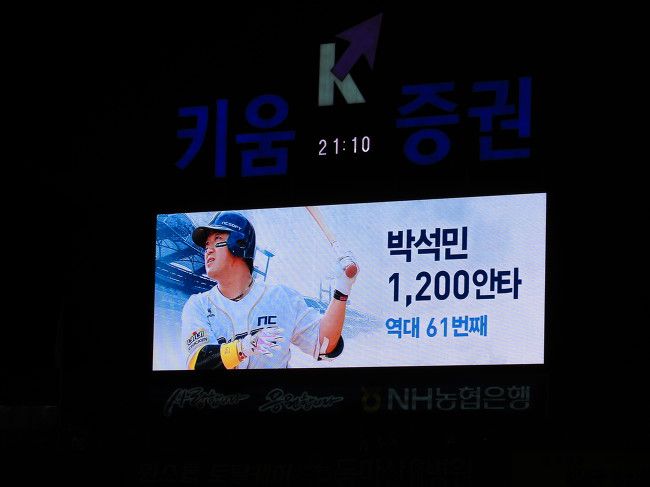 K
키움 증권
21:10
박석민
1,200안타
역대 61번째
NC
NH농협은행